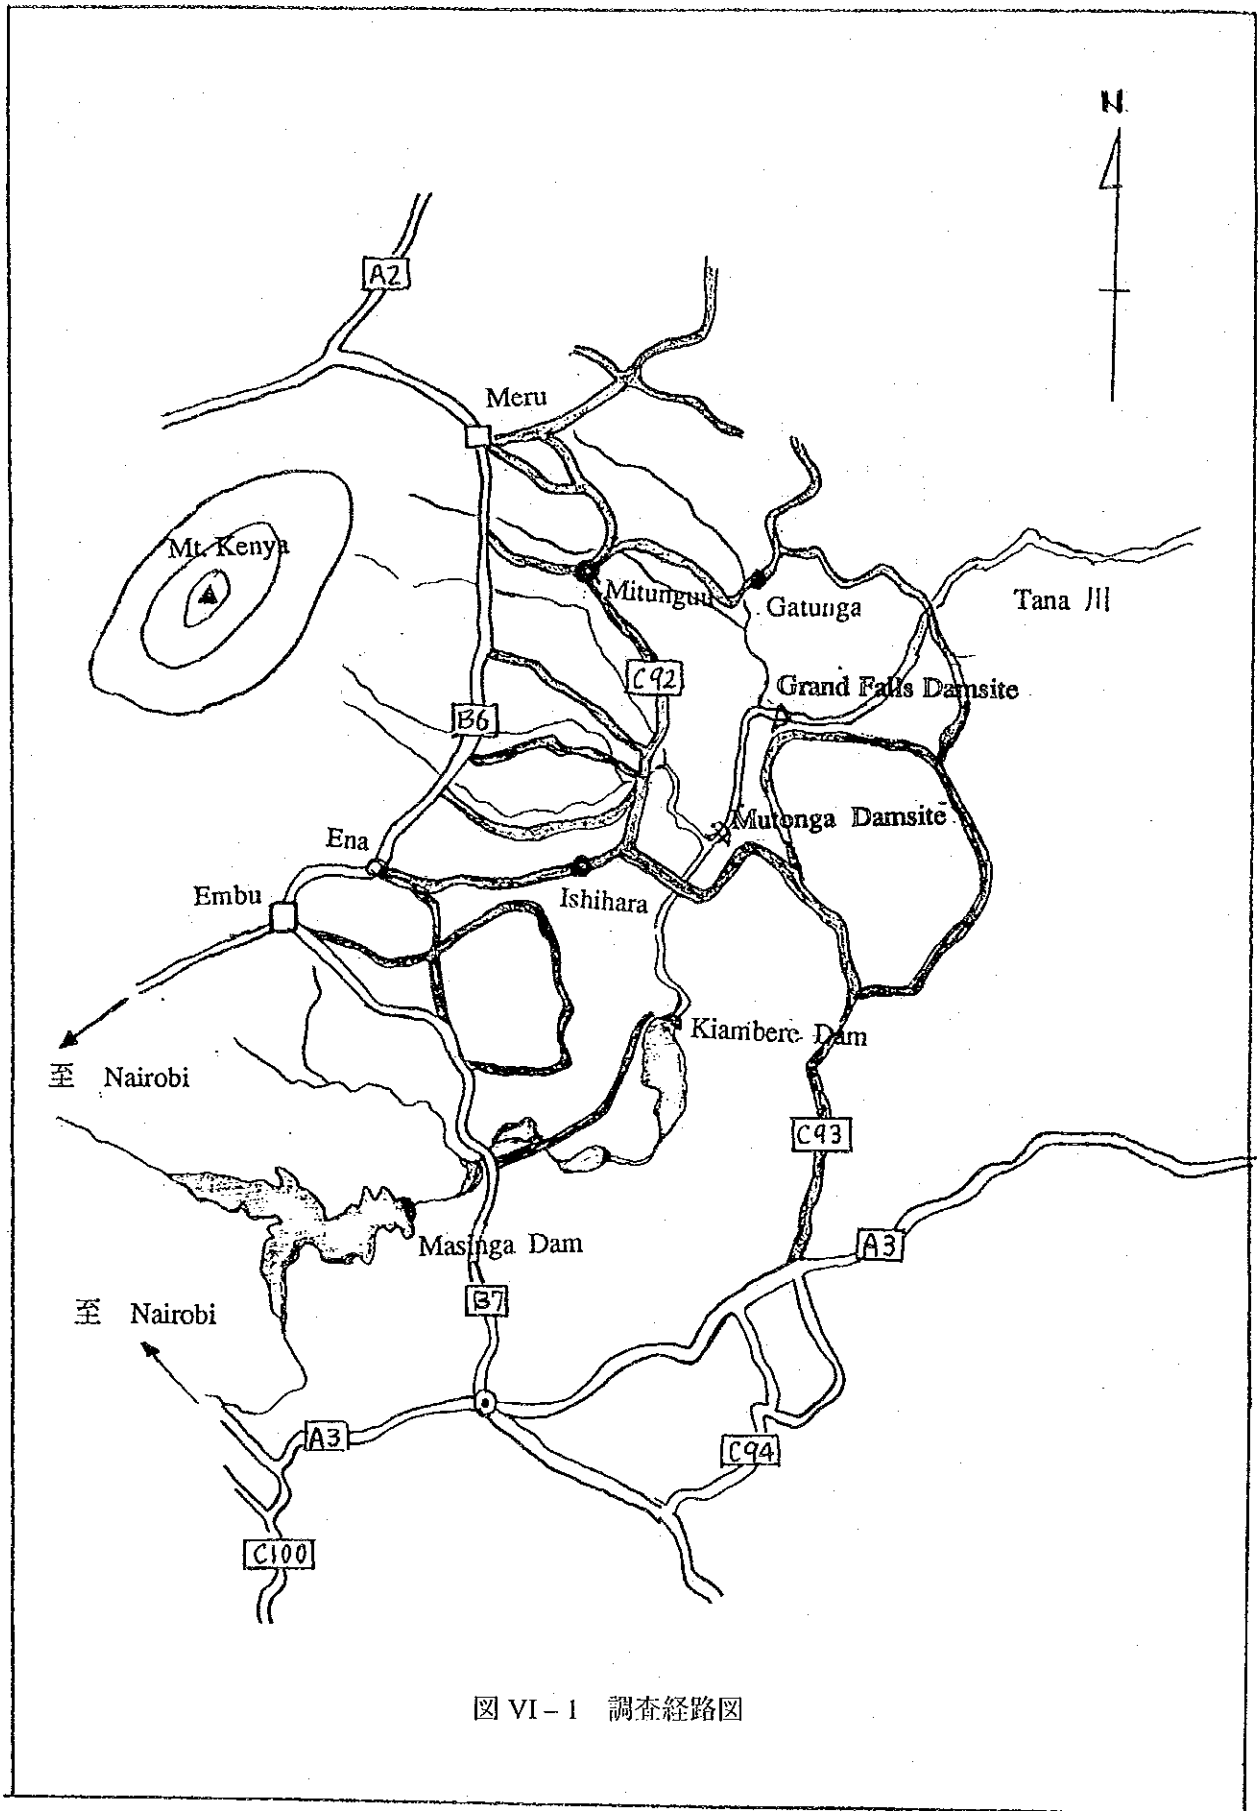 N
A2
Meru
Mt. Kenya
Mitunguu
Gatunga
Tana 川
C92
Grand Falls Damsite
B6
Mutonga Damsite
Ena
Embu
Ishihara
Kiambere Dam
至 Nairobi
C93
A3
Masinga Dam
B7
至 Nairobi
A3
C94
C100
図 VI－1 調査経路図